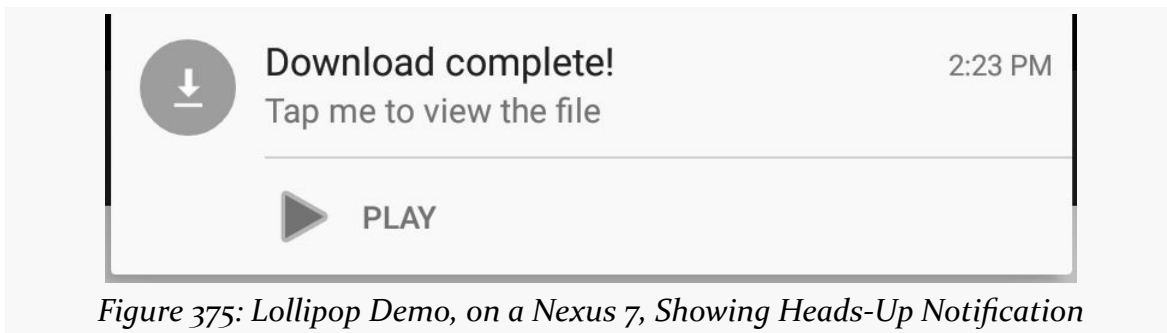 Download complete!
2:23 PM
Tap me to view the file
PLAY
Figure 375: Lollipop Demo, on a Nexus 7, Showing Heads-Up Notification